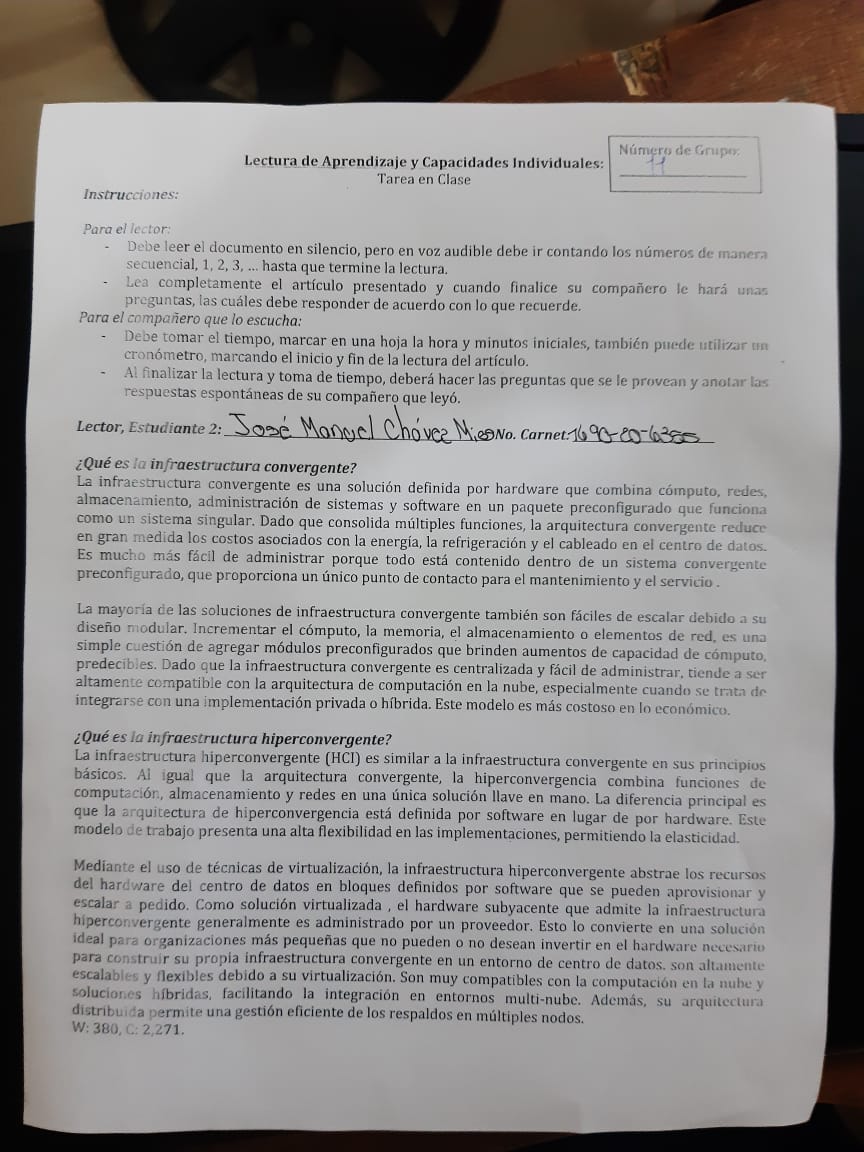 Lectura de Aprendizaje y Capacidades Individuales:
Tarea en Clase
Número de Grupo:
11
Instrucciones:
Para el lector:
- Debe leer el documento en silencio, pero en voz audible debe ir contando los números de manera
secuencial, 1, 2, 3, ... hasta que termine la lectura.
- Lea completamente el artículo presentado y cuando finalice su compañero le hará unas
preguntas, las cuáles debe responder de acuerdo con lo que recuerde.
Para el compañero que lo escucha:
- Debe tomar el tiempo, marcar en una hoja la hora y minutos iniciales, también puede utilizar un
cronómetro, marcando el inicio y fin de la lectura del artículo.
- Al finalizar la lectura y toma de tiempo, deberá hacer las preguntas que se le provean y anotar las
respuestas espontáneas de su compañero que leyó.
Lector, Estudiante 2: José Manuel Chávez No. Carnet:
¿Qué es la infraestructura convergente?
La infraestructura convergente es una solución definida por hardware que combina cómputo, redes,
almacenamiento, administración de sistemas y software en un paquete preconfigurado que funciona
como un sistema singular. Dado que consolida múltiples funciones, la arquitectura convergente reduce
en gran medida los costos asociados con la energía, la refrigeración y el cableado en el centro de datos.
Es mucho más fácil de administrar porque todo está contenido dentro de un sistema convergente
preconfigurado, que proporciona un único punto de contacto para el mantenimiento y el servicio .
La mayoría de las soluciones de infraestructura convergente también son fáciles de escalar debido a su
diseño modular. Incrementar el cómputo, la memoria, el almacenamiento o elementos de red, es una
simple cuestión de agregar módulos preconfigurados que brinden aumentos de capacidad de cómputo,
predecibles. Dado que la infraestructura convergente es centralizada y fácil de administrar, tiende a ser
altamente compatible con la arquitectura de computación en la nube, especialmente cuando se trata de
integrarse con una implementación privada o híbrida. Este modelo es más costoso en lo económico.
¿Qué es la infraestructura hiperconvergente?
La infraestructura hiperconvergente (HCI) es similar a la infraestructura convergente en sus principios
básicos. Al igual que la arquitectura convergente, la hiperconvergencia combina funciones de
computación, almacenamiento y redes en una única solución llave en mano. La diferencia principal es
que la arquitectura de hiperconvergencia está definida por software en lugar de por hardware. Este
modelo de trabajo presenta una alta flexibilidad en las implementaciones, permitiendo la elasticidad.
Mediante el uso de técnicas de virtualización, la infraestructura hiperconvergente abstrae los recursos
del hardware del centro de datos en bloques definidos por software que se pueden aprovisionar y
escalar a pedido. Como solución virtualizada , el hardware subyacente que admite la infraestructura
hiperconvergente generalmente es administrado por un proveedor. Esto lo convierte en una solución
ideal para organizaciones más pequeñas que no pueden o no desean invertir en el hardware necesario
para construir su propia infraestructura convergente en un entorno de centro de datos. son altamente
escalables y flexibles debido a su virtualización. Son muy compatibles con la computación en la nube y
soluciones híbridas, facilitando la integración en entornos multi-nube. Además, su arquitectura
distribuida permite una gestión eficiente de los respaldos en múltiples nodos.
W: 380, C: 2,271.